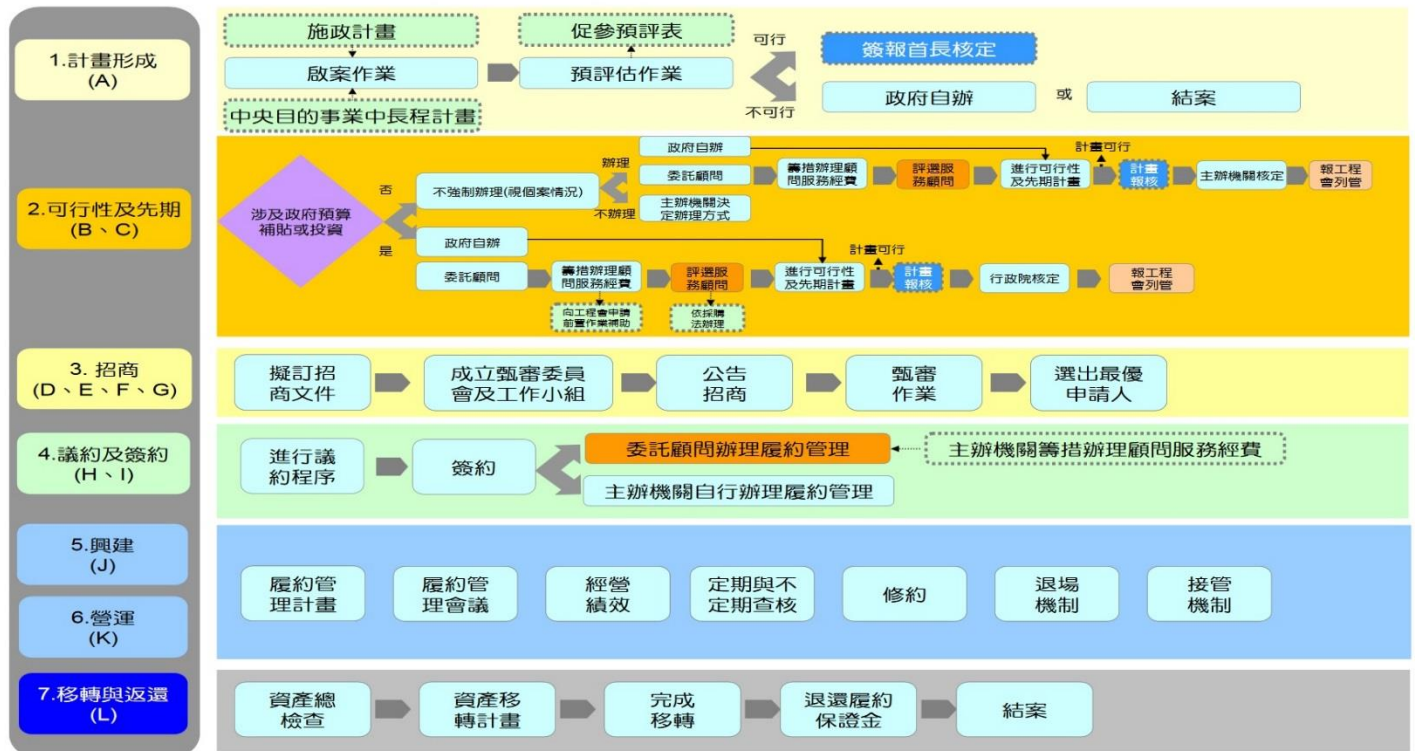 1.計畫形成
(A)
施政計畫
促參預評表
啟案作業
預評估作業
中央目的事業中長程計畫
可行
不可行
簽報首長核定
政府自辦
或
結案
2.可行性及先期
(B、C)
涉及政府預算
補貼或投資
否
是
不強制辦理(視個案情況)
辦理
不辦理
政府自辦
委託顧問
主辦機關決
定辦理方式
籌措辦理顧
問服務經費
評選服
務顧問
進行可行性
及先期計畫
計畫可行
計畫
報核
主辦機關核定
報工程
會列管
政府自辦
委託顧問
籌措辦理顧
問服務經費
評選服
務顧問
進行可行性
及先期計畫
計畫可行
計畫
報核
行政院核定
報工程
會列管
向工程會申請
前置作業補助
依採購
法辦理
3. 招商
(D、E、F、G)
擬訂招
商文件
成立甄審委員
會及工作小組
公告
招商
甄審
作業
選出最優
申請人
4.議約及簽約
(H、I)
進行議
約程序
簽約
委託顧問辦理履約管理
主辦機關籌措辦理顧問服務經費
主辦機關自行辦理履約管理
5.興建
(J)
6.營運
(K)
履約管
理計畫
履約管
理會議
經營
績效
定期與不
定期查核
修約
退場
機制
接管
機制
7.移轉與返還
(L)
資產總
檢查
資產移
轉計畫
完成
移轉
退還履約
保證金
結案